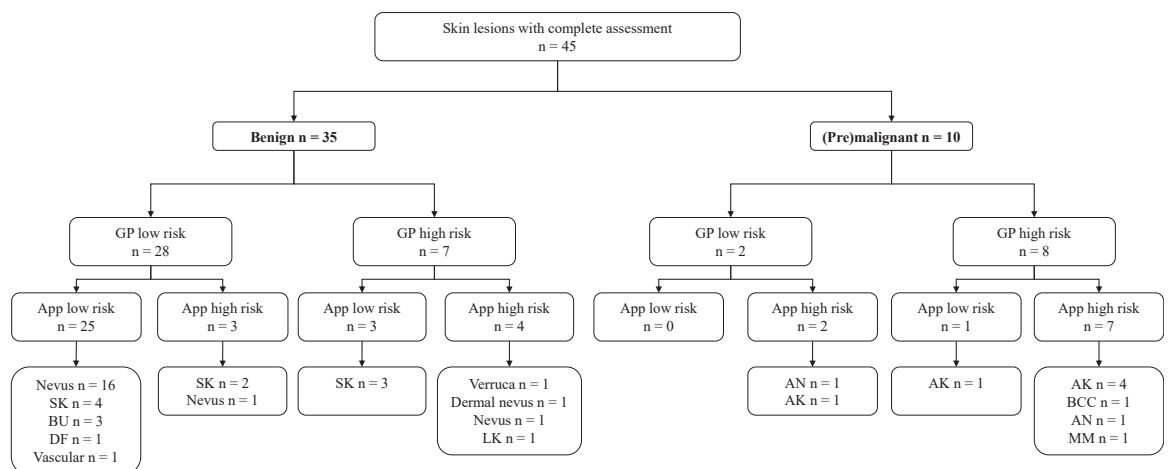 Skin lesions with complete assessment
n = 45
Benign n = 35
(Pre)malignant n = 10
GP low risk
n = 28
GP high risk
n = 7
GP low risk
n = 2
GP high risk
n = 8
App low risk
n = 25
App high risk
n = 3
App low risk
n = 3
App high risk
n = 4
App low risk
n = 0
App high risk
n = 2
App low risk
n = 1
App high risk
n = 7
Nevus n = 16
SK n = 4
BU n = 3
DF n = 1
Vascular n = 1
SK n = 2
Nevus n = 1
SK n = 3
Verruca n = 1
Dermal nevus n = 1
Nevus n = 1
LK n = 1
AN n = 1
AK n = 1
AK n = 1
AK n = 4
BCC n = 1
AN n = 1
MM n = 1